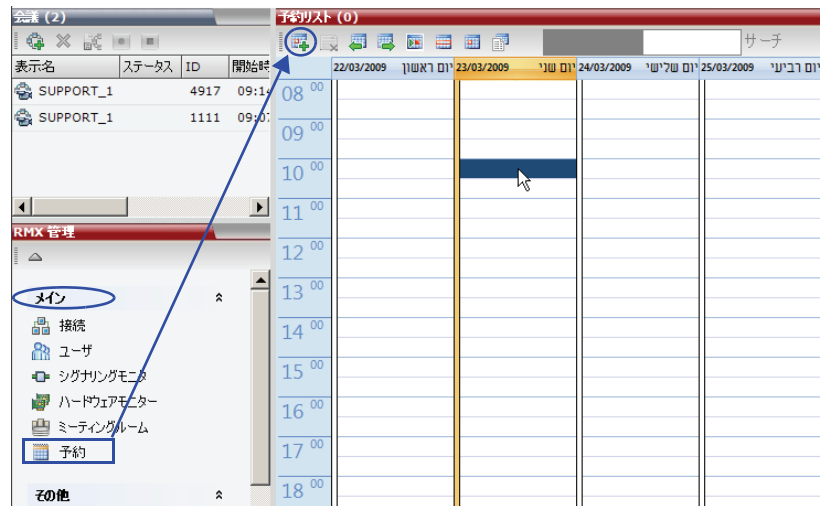 会議 (2)
表示名 ステータス ID 開始時
SUPPORT_1 4917 09:14
SUPPORT_1 1111 09:07
RMX 管理
メイン
接続
ユーザ
シグナリングモニタ
ハードウェアモニター
ミーティングルーム
予約
その他
予約リスト (0)
サーチ
22/03/2009 יום ראשון 23/03/2009 יום שני 24/03/2009 יום שלישי 25/03/2009 יום רביעי
08 00
09 00
10 00
11 00
12 00
13 00
14 00
15 00
16 00
17 00
18 00